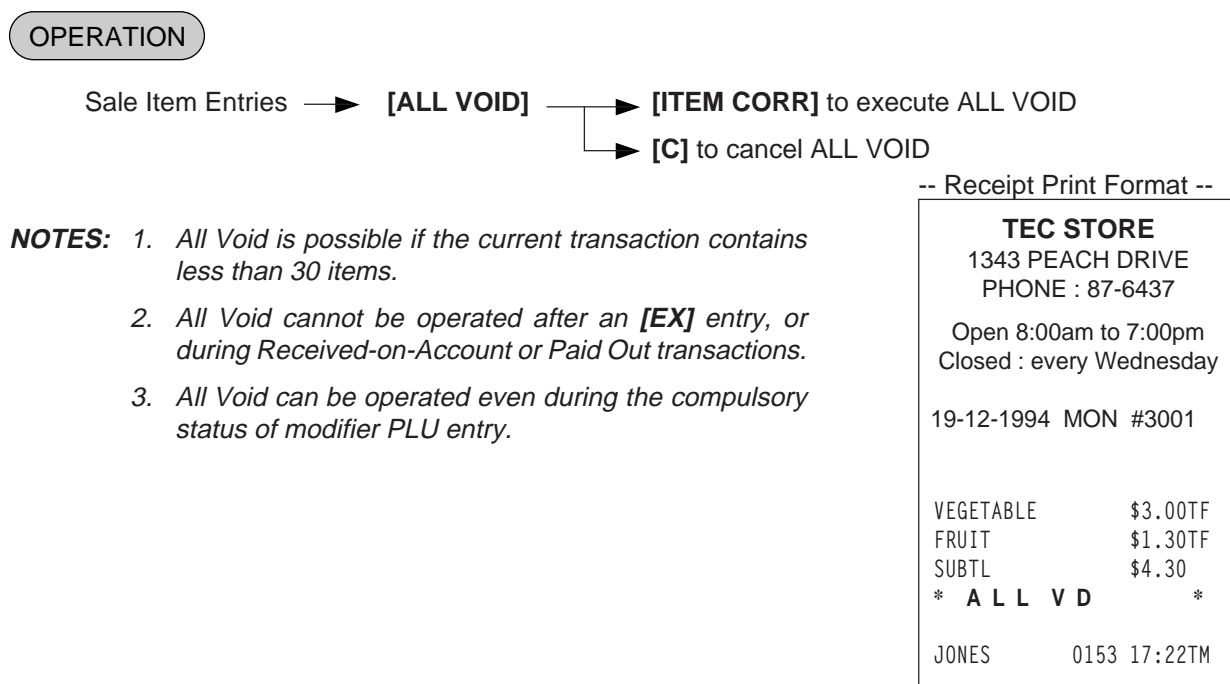 OPERATION
Sale Item Entries [ALL VOID] [ITEM CORR] to execute ALL VOID
[C] to cancel ALL VOID
-- Receipt Print Format --
NOTES: 1. All Void is possible if the current transaction contains
less than 30 items.
2. All Void cannot be operated after an [EX] entry, or
during Received-on-Account or Paid Out transactions.
3. All Void can be operated even during the compulsory
status of modifier PLU entry.
TEC STORE
1343 PEACH DRIVE
PHONE : 87-6437
Open 8:00am to 7:00pm
Closed : every Wednesday
19-12-1994 MON #3001
VEGETABLE $3.00TF
FRUIT $1.30TF
SUBTL $4.30
* A L L V D *
JONES 0153 17:22TM